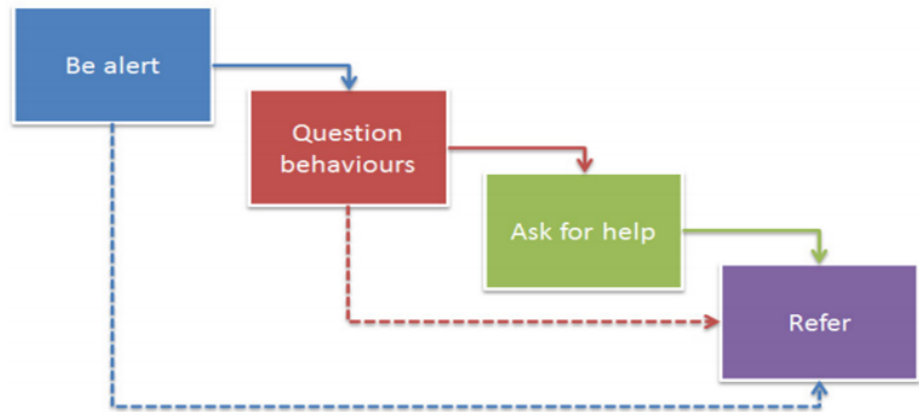 Be alert
Question
behaviours
Ask for help
Refer